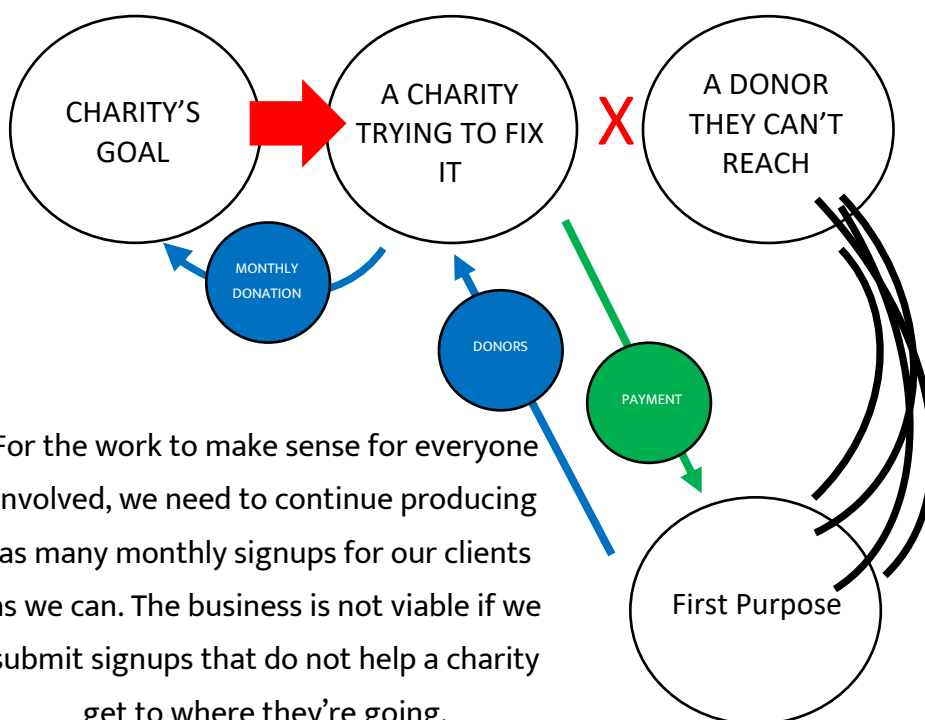 CHARITY'S
GOAL
A CHARITY
TRYING TO FIX
IT
X
A DONOR
THEY CAN'T
REACH
MONTHLY
DONATION
DONORS
PAYMENT
For the work to make sense for everyone
involved, we need to continue producing
as many monthly signups for our clients
as we can. The business is not viable if we
submit signups that do not help a charity
get to where they're going.
First Purpose